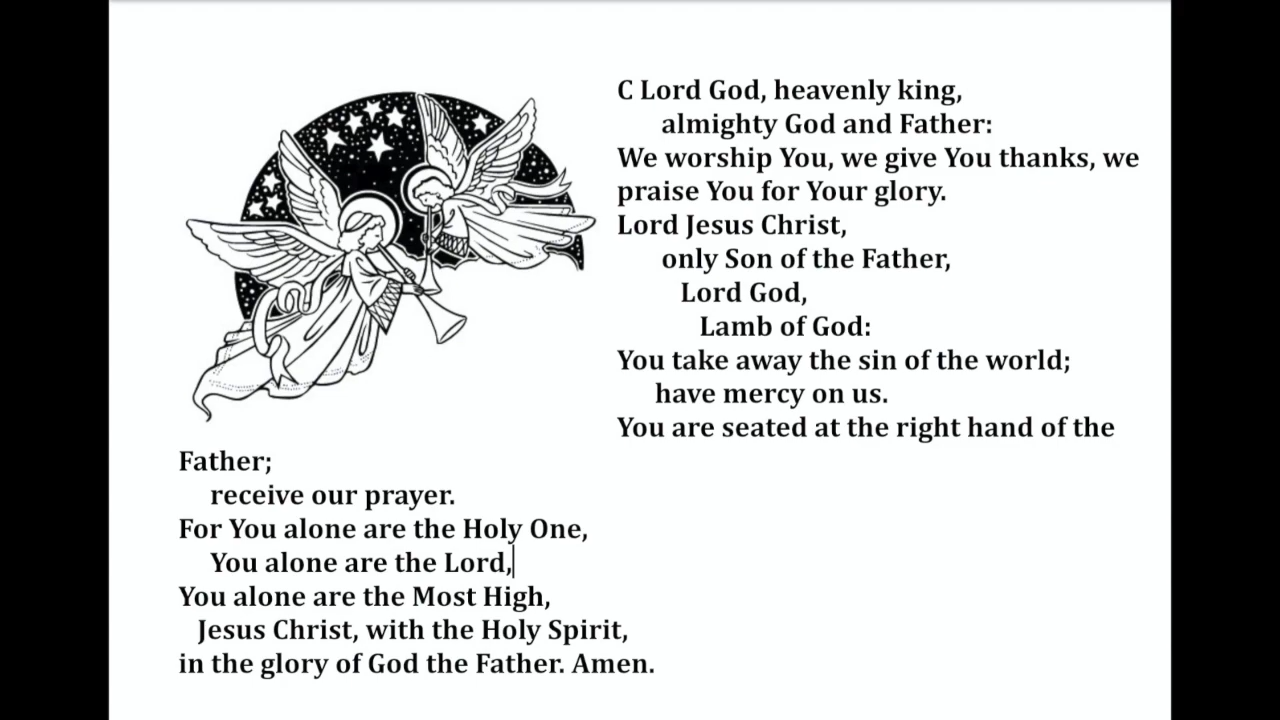 C Lord God, heavenly king,
almighty God and Father:
We worship You, we give You thanks, we
praise You for Your glory.
Lord Jesus Christ,
only Son of the Father,
Lord God,
Lamb of God:
You take away the sin of the world;
have mercy on us.
You are seated at the right hand of the
Father;
receive our prayer.
For You alone are the Holy One,
You alone are the Lord,
You alone are the Most High,
Jesus Christ, with the Holy Spirit,
in the glory of God the Father. Amen.